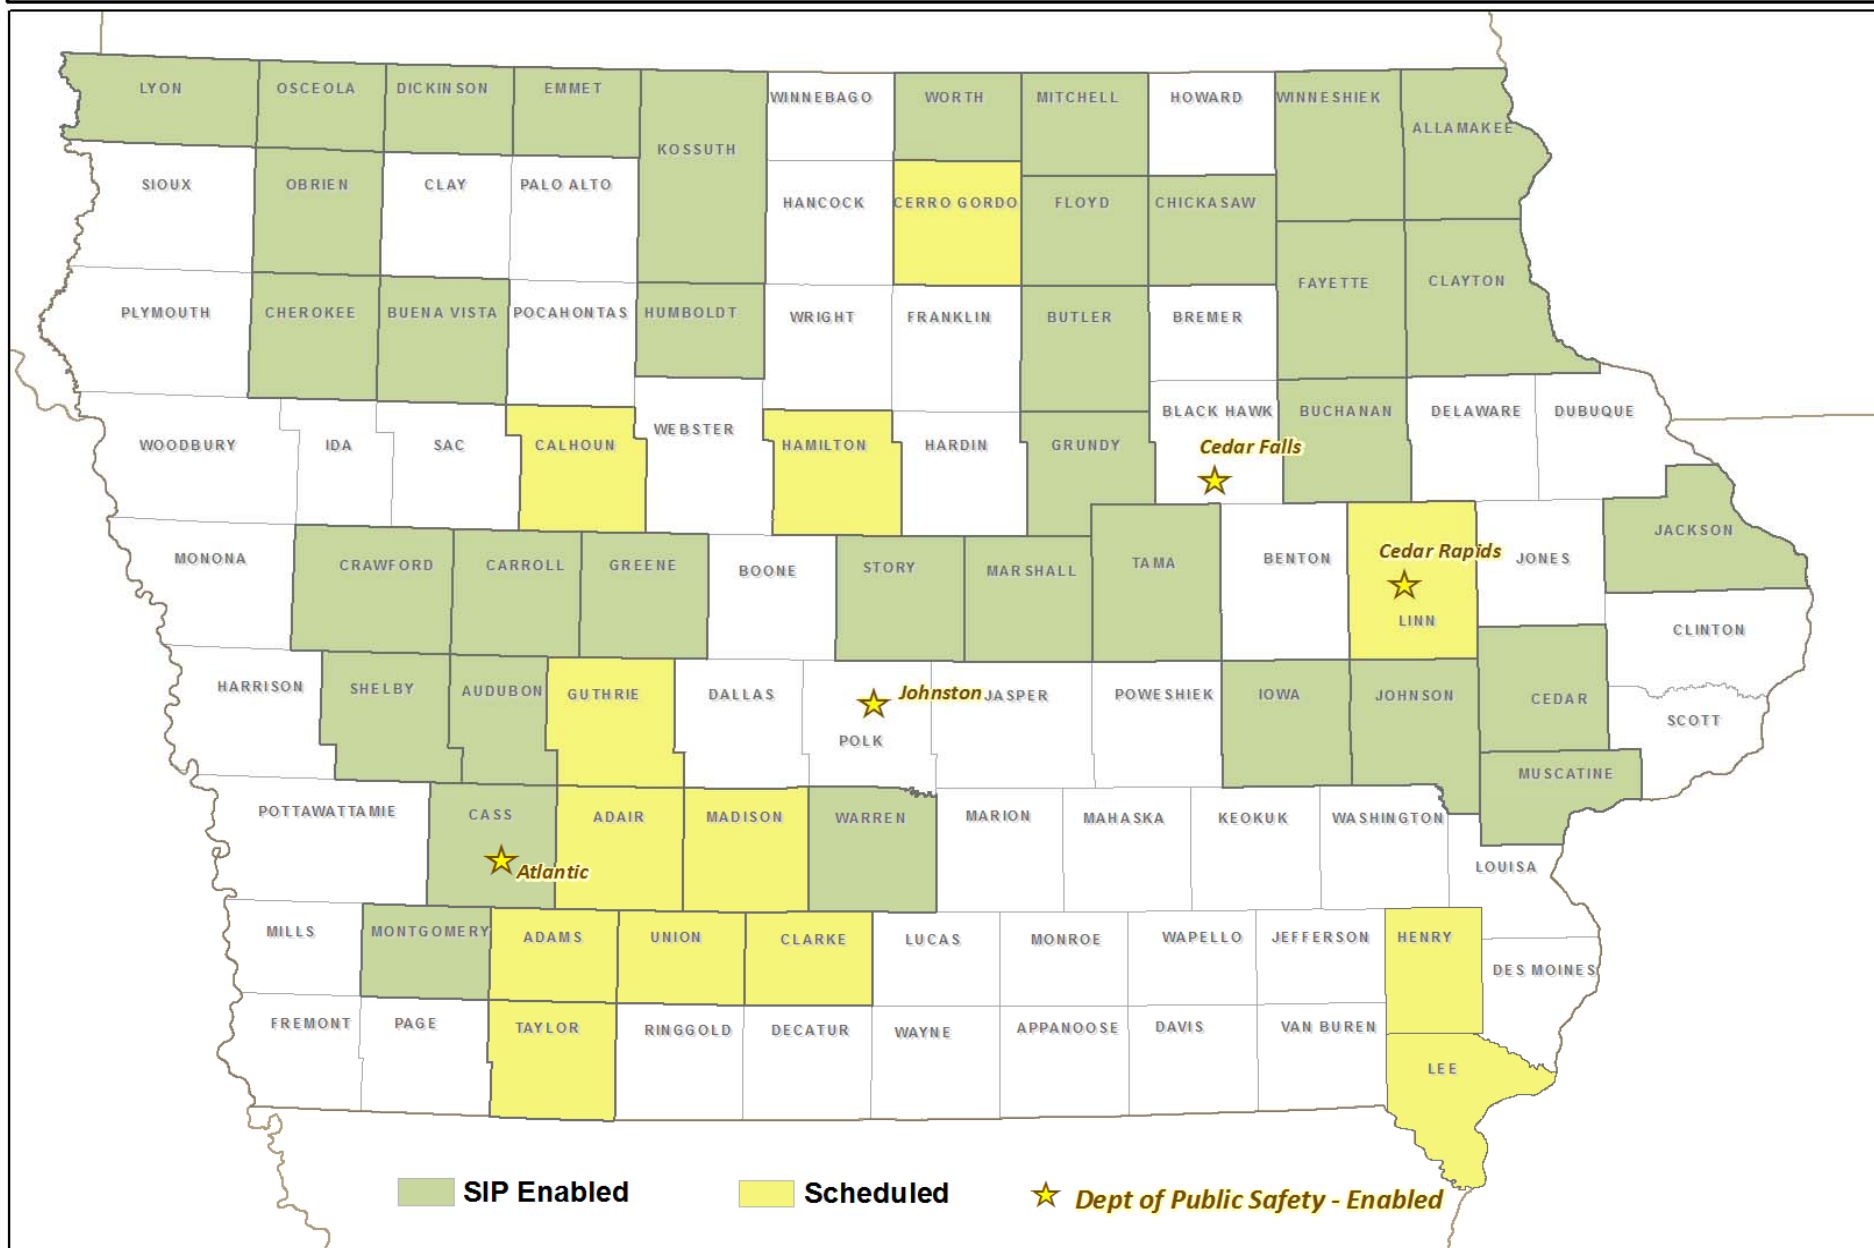 LYON
OSCEOLA
DICKINSON
EMMET
KOSSUTH
WINNEBAGO
WORTH
MITCHELL
HOWARD
WINNESHIEK
ALLAMAKEE
SIOUX
OBRIEN
CLAY
PALO ALTO
HANCOCK
CERRO GORDO
FLOYD
CHICKASAW
FAYETTE
CLAYTON
PLYMOUTH
CHEROKEE
BUENA VISTA
POCAHONTAS
HUMBOLDT
WRIGHT
FRANKLIN
BUTLER
BREMER
WOODBURY
IDA
SAC
CALHOUN
WEBSTER
HAMILTON
HARDIN
GRUNDY
BLACK HAWK
Cedar Falls
BUCHANAN
DELAWARE
DUBUQUE
MONONA
CRAWFORD
CARROLL
GREENE
BOONE
STORY
MARSHALL
TAMA
BENTON
Cedar Rapids
LINN
JONES
JACKSON
CLINTON
HARRISON
SHELBY
AUDUBON
GUTHRIE
DALLAS
Johnston
POLK
JASPER
POWESHIEK
IOWA
JOHNSON
CEDAR
SCOTT
MUSCATINE
POTTAWATTAMIE
CASS
Atlantic
ADAIR
MADISON
WARREN
MARION
MAHASKA
KEOKUK
WASHINGTON
LOUISA
MILLS
MONTGOMERY
ADAMS
UNION
CLARKE
LUCAS
MONROE
WAPELLO
JEFFERSON
HENRY
DES MOINES
FREMONT
PAGE
TAYLOR
RINGGOLD
DECATUR
WAYNE
APPANOOSE
DAVIS
VAN BUREN
LEE
SIP Enabled
Scheduled
Dept of Public Safety - Enabled